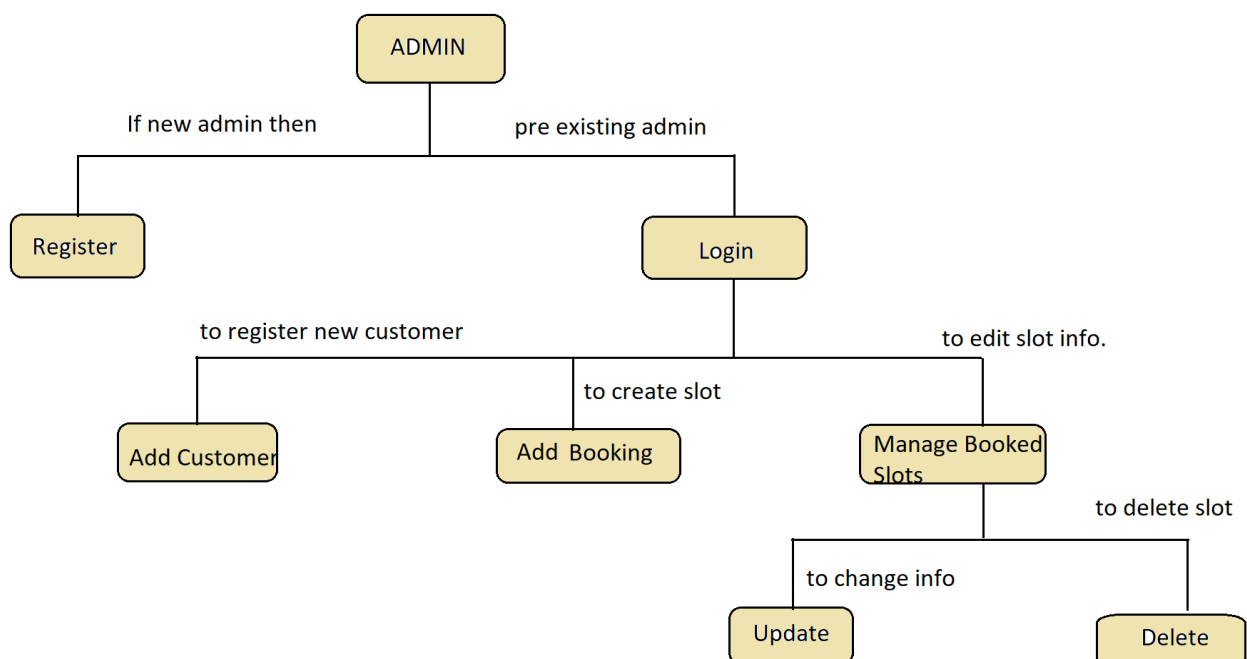 ADMIN
If new admin then
pre existing admin
Register
Login
to register new customer
to edit slot info.
to create slot
Add Customer
Add Booking
Manage Booked
Slots
to delete slot
to change info
Update
Delete